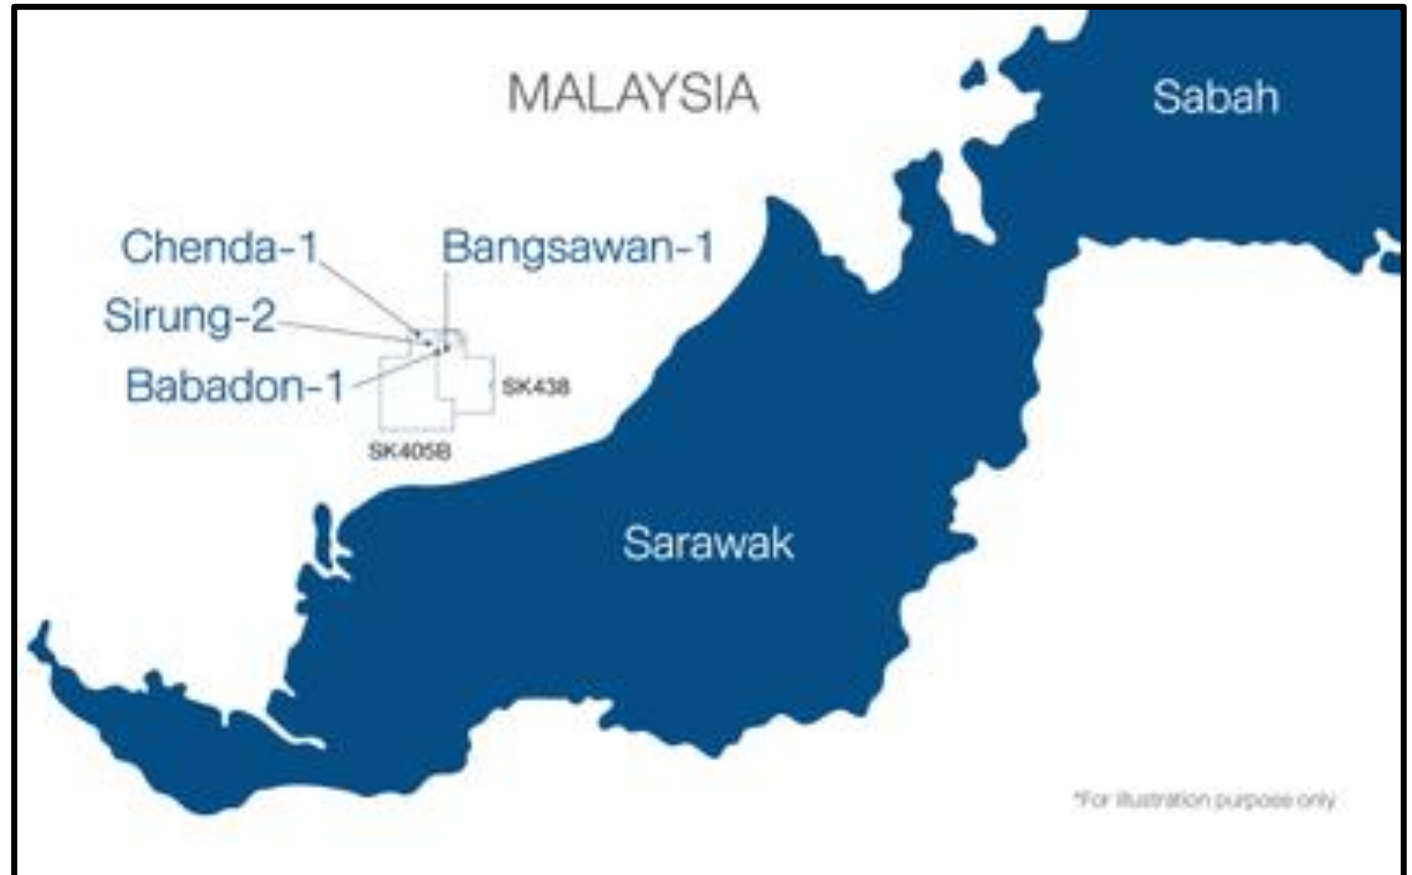 MALAYSIA
Sabah
Chenda-1
Bangsawan-1
Sirung-2
Babadon-1
SK438
SK405B
Sarawak
*For illustration purpose only